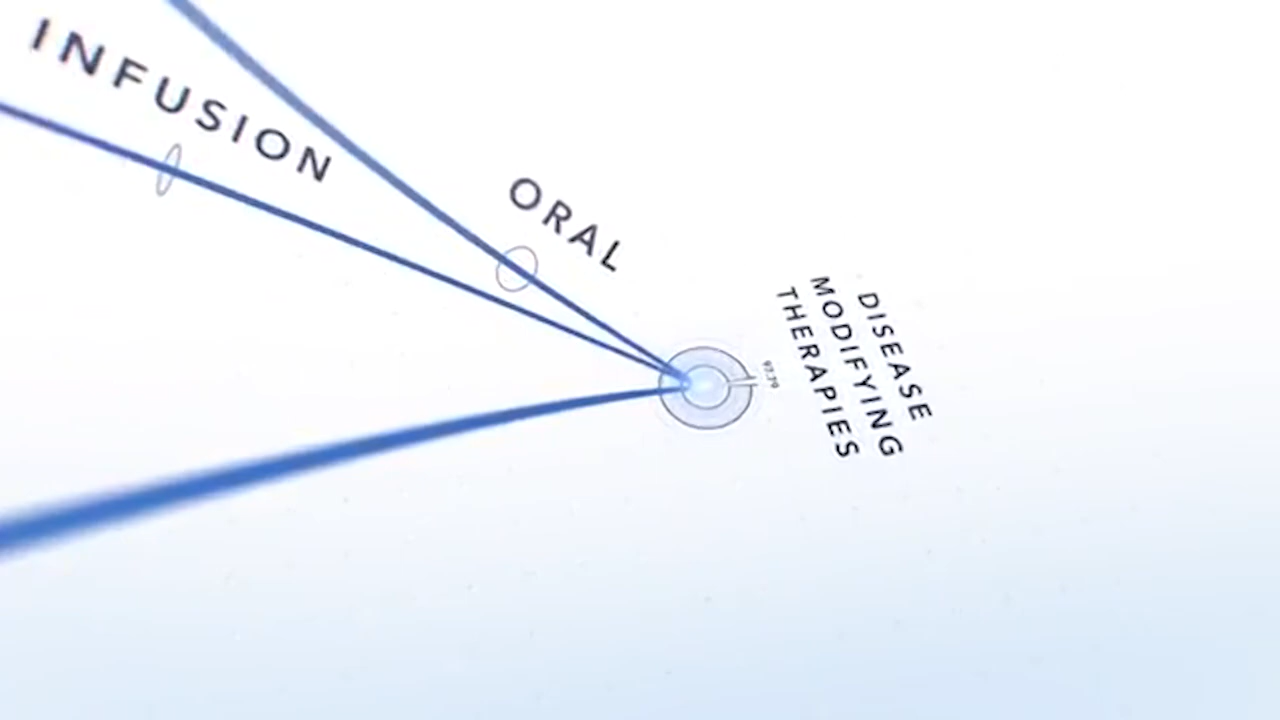 INFUSION
ORAL
DISEASE
MODIFYING
THERAPIES